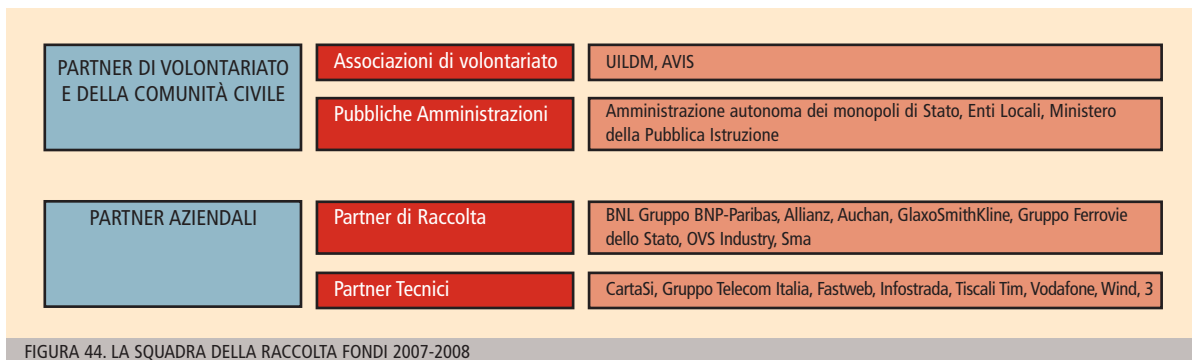 PARTNER DI VOLONTARIATO
E DELLA COMUNITÀ CIVILE
Associazioni di volontariato
UILDM, AVIS
Pubbliche Amministrazioni
Amministrazione autonoma dei monopoli di Stato, Enti Locali, Ministero
della Pubblica Istruzione
PARTNER AZIENDALI
Partner di Raccolta
BNL Gruppo BNP-Paribas, Allianz, Auchan, GlaxoSmithKline, Gruppo Ferrovie
dello Stato, OVS Industry, Sma
Partner Tecnici
CartaSi, Gruppo Telecom Italia, Fastweb, Infostrada, Tiscali Tim, Vodafone, Wind, 3
FIGURA 44. LA SQUADRA DELLA RACCOLTA FONDI 2007-2008